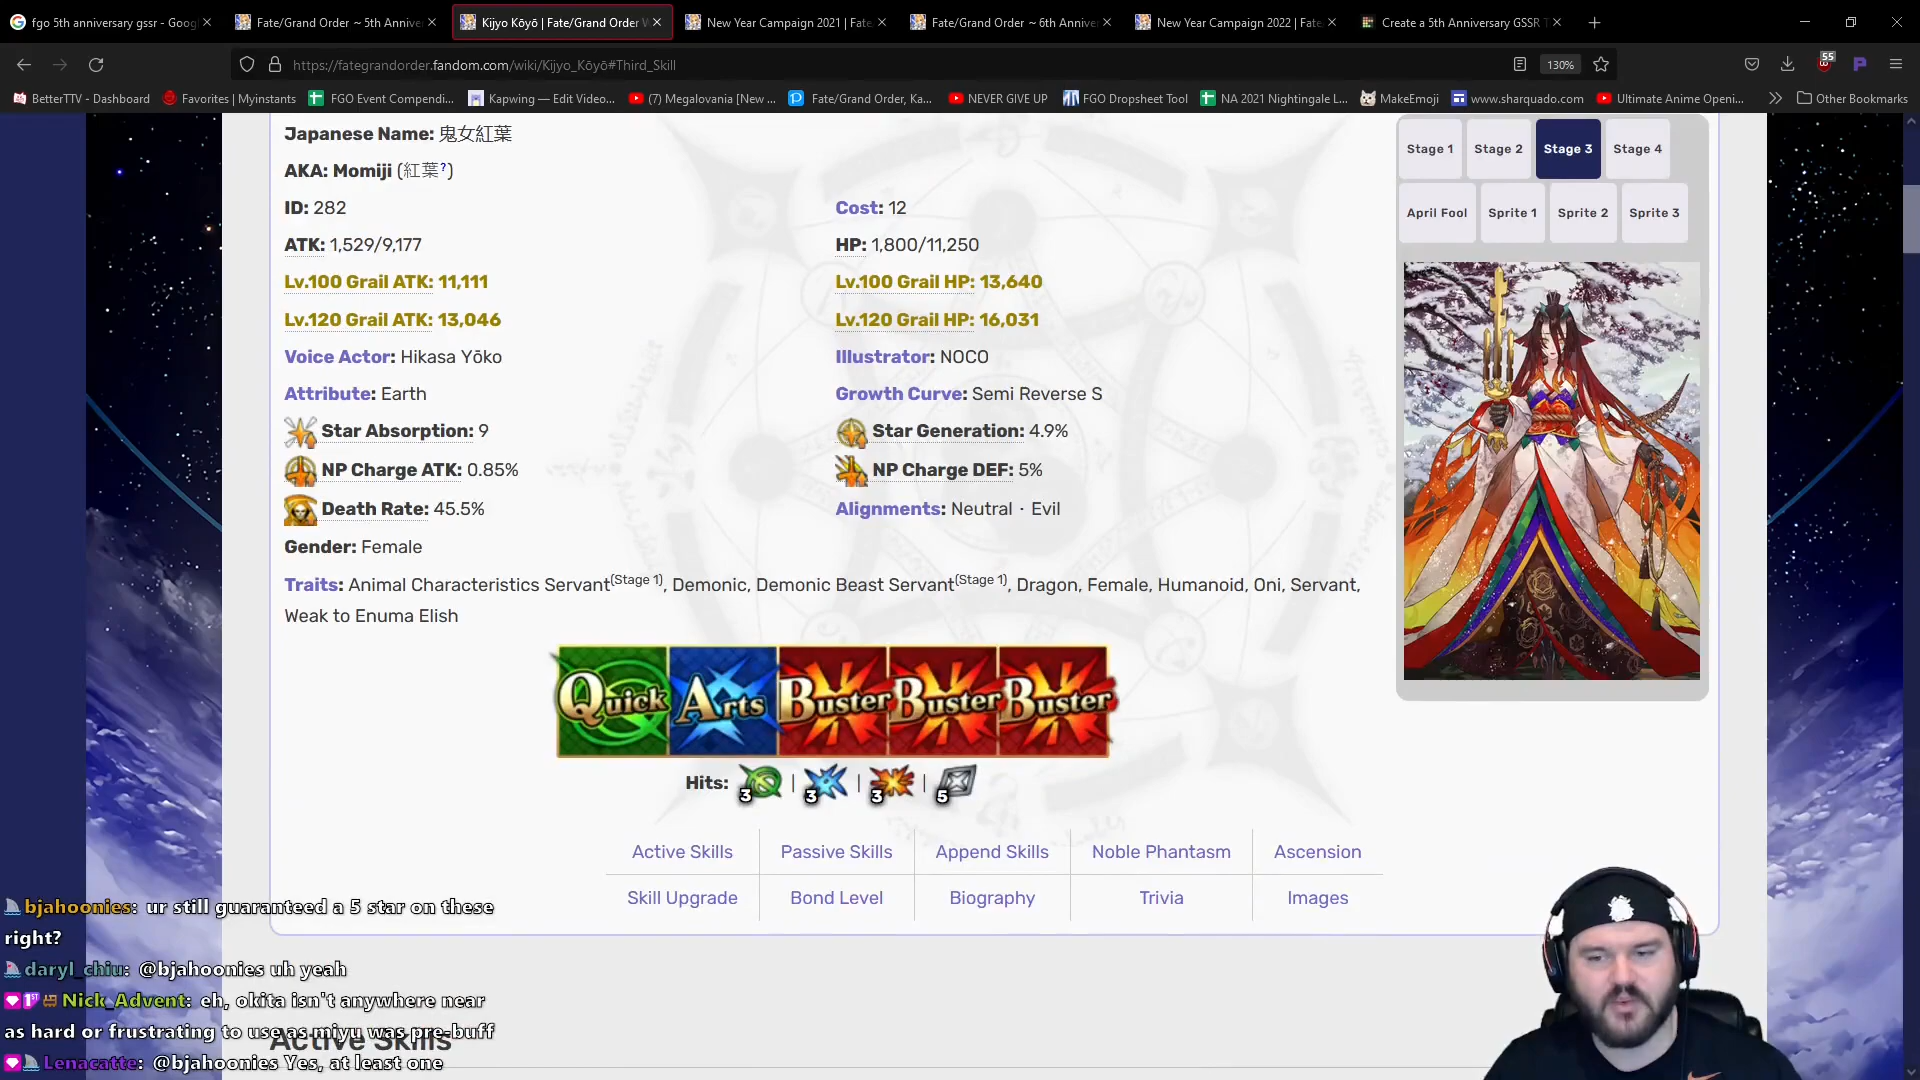 fgo 5th anniversary gssr - Goog
Fate/Grand Order ~ 5th Annive
Kijyo Kōyō | Fate/Grand Order W
New Year Campaign 2021 | Fate
Fate/Grand Order ~ 6th Annive
New Year Campaign 2022 | Fate
Create a 5th Anniversary GSSR T
https://fategrandorder.fandom.com/wiki/Kijyo_Kōyō#Third_Skill
130%
55
BetterTTV - Dashboard
Favorites | Myinstants
FGO Event Compendi...
Kapwing — Edit Video...
(7) Megalovania [New ...
Fate/Grand Order, Ka...
NEVER GIVE UP
FGO Dropsheet Tool
NA 2021 Nightingale L...
MakeEmoji
www.sharquado.com
Ultimate Anime Openi...
Other Bookmarks
Japanese Name: 鬼女紅葉
AKA: Momiji (紅葉?)
ID: 282
Cost: 12
ATK: 1,529/9,177
HP: 1,800/11,250
Lv.100 Grail ATK: 11,111
Lv.100 Grail HP: 13,640
Lv.120 Grail ATK: 13,046
Lv.120 Grail HP: 16,031
Voice Actor: Hikasa Yōko
Illustrator: NOCO
Attribute: Earth
Growth Curve: Semi Reverse S
Star Absorption: 9
Star Generation: 4.9%
NP Charge ATK: 0.85%
NP Charge DEF: 5%
Death Rate: 45.5%
Alignments: Neutral · Evil
Gender: Female
Traits: Animal Characteristics Servant(Stage 1), Demonic, Demonic Beast Servant(Stage 1), Dragon, Female, Humanoid, Oni, Servant,
Weak to Enuma Elish
Quick Arts Buster Buster Buster
Hits: 3 | 3 | 3 | 5
Active Skills
Passive Skills
Append Skills
Noble Phantasm
Ascension
Skill Upgrade
Bond Level
Biography
Trivia
Images
Stage 1
Stage 2
Stage 3
Stage 4
April Fool
Sprite 1
Sprite 2
Sprite 3
Active Skills
bjahoonies: ur still guaranteed a 5 star on these
right?
daryl_chiu: @bjahoonies uh yeah
1ST Nick_Advent: eh, okita isn't anywhere near
as hard or frustrating to use as miyu was pre-buff
Lenacatte: @bjahoonies Yes, at least one